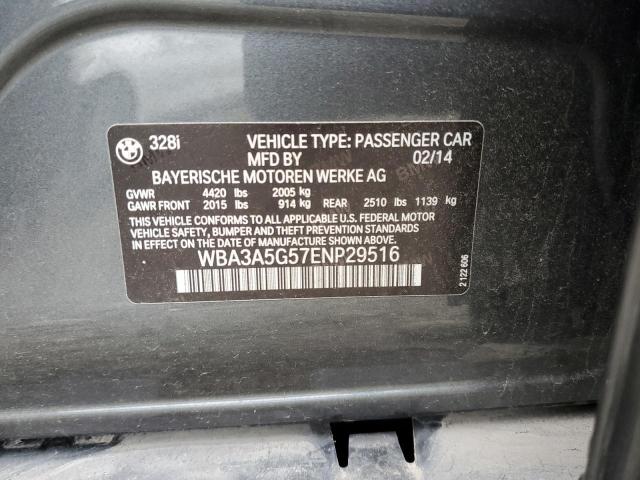 328i VEHICLE TYPE: PASSENGER CAR
MFD BY 02/14
BAYERISCHE MOTOREN WERKE AG
GVWR 4420 lbs 2005 kg
GAWR FRONT 2015 lbs 914 kg REAR 2510 lbs 1139 kg
THIS VEHICLE CONFORMS TO ALL APPLICABLE U.S. FEDERAL MOTOR
VEHICLE SAFETY, BUMPER AND THEFT PREVENTION STANDARDS
IN EFFECT ON THE DATE OF MANUFACTURE SHOWN ABOVE.
WBA3A5G57ENP29516
2 122 606